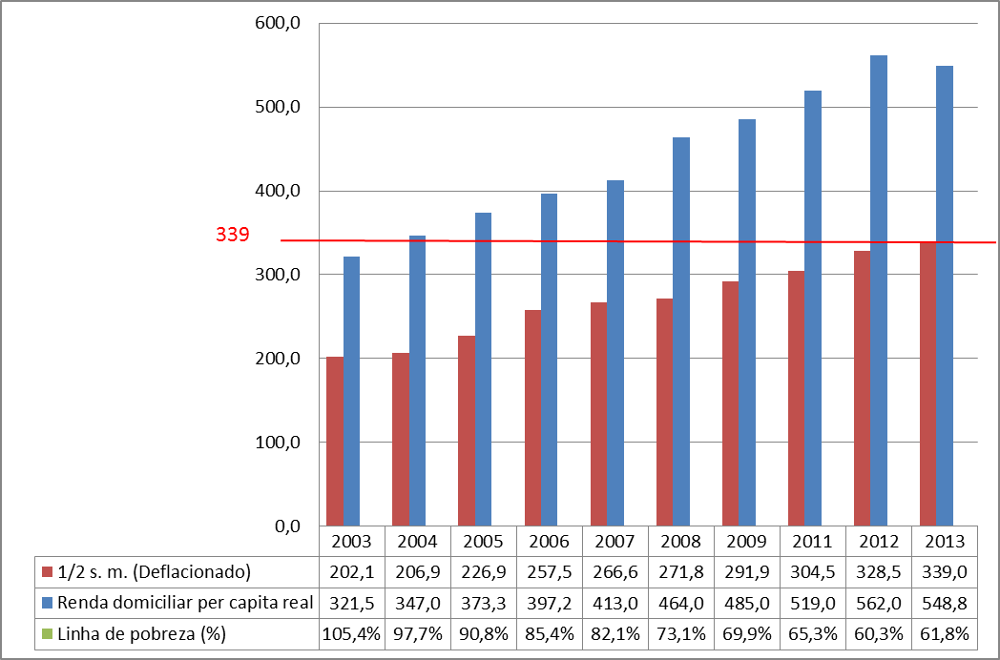 600,0
500,0
400,0
339
300,0
200,0
100,0
0,0
2003 2004 2005 2006 2007 2008 2009 2011 2012 2013
1/2 s. m. (Deflacionado) 202,1 206,9 226,9 257,5 266,6 271,8 291,9 304,5 328,5 339,0
Renda domiciliar per capita real 321,5 347,0 373,3 397,2 413,0 464,0 485,0 519,0 562,0 548,8
Linha de pobreza (%) 105,4% 97,7% 90,8% 85,4% 82,1% 73,1% 69,9% 65,3% 60,3% 61,8%